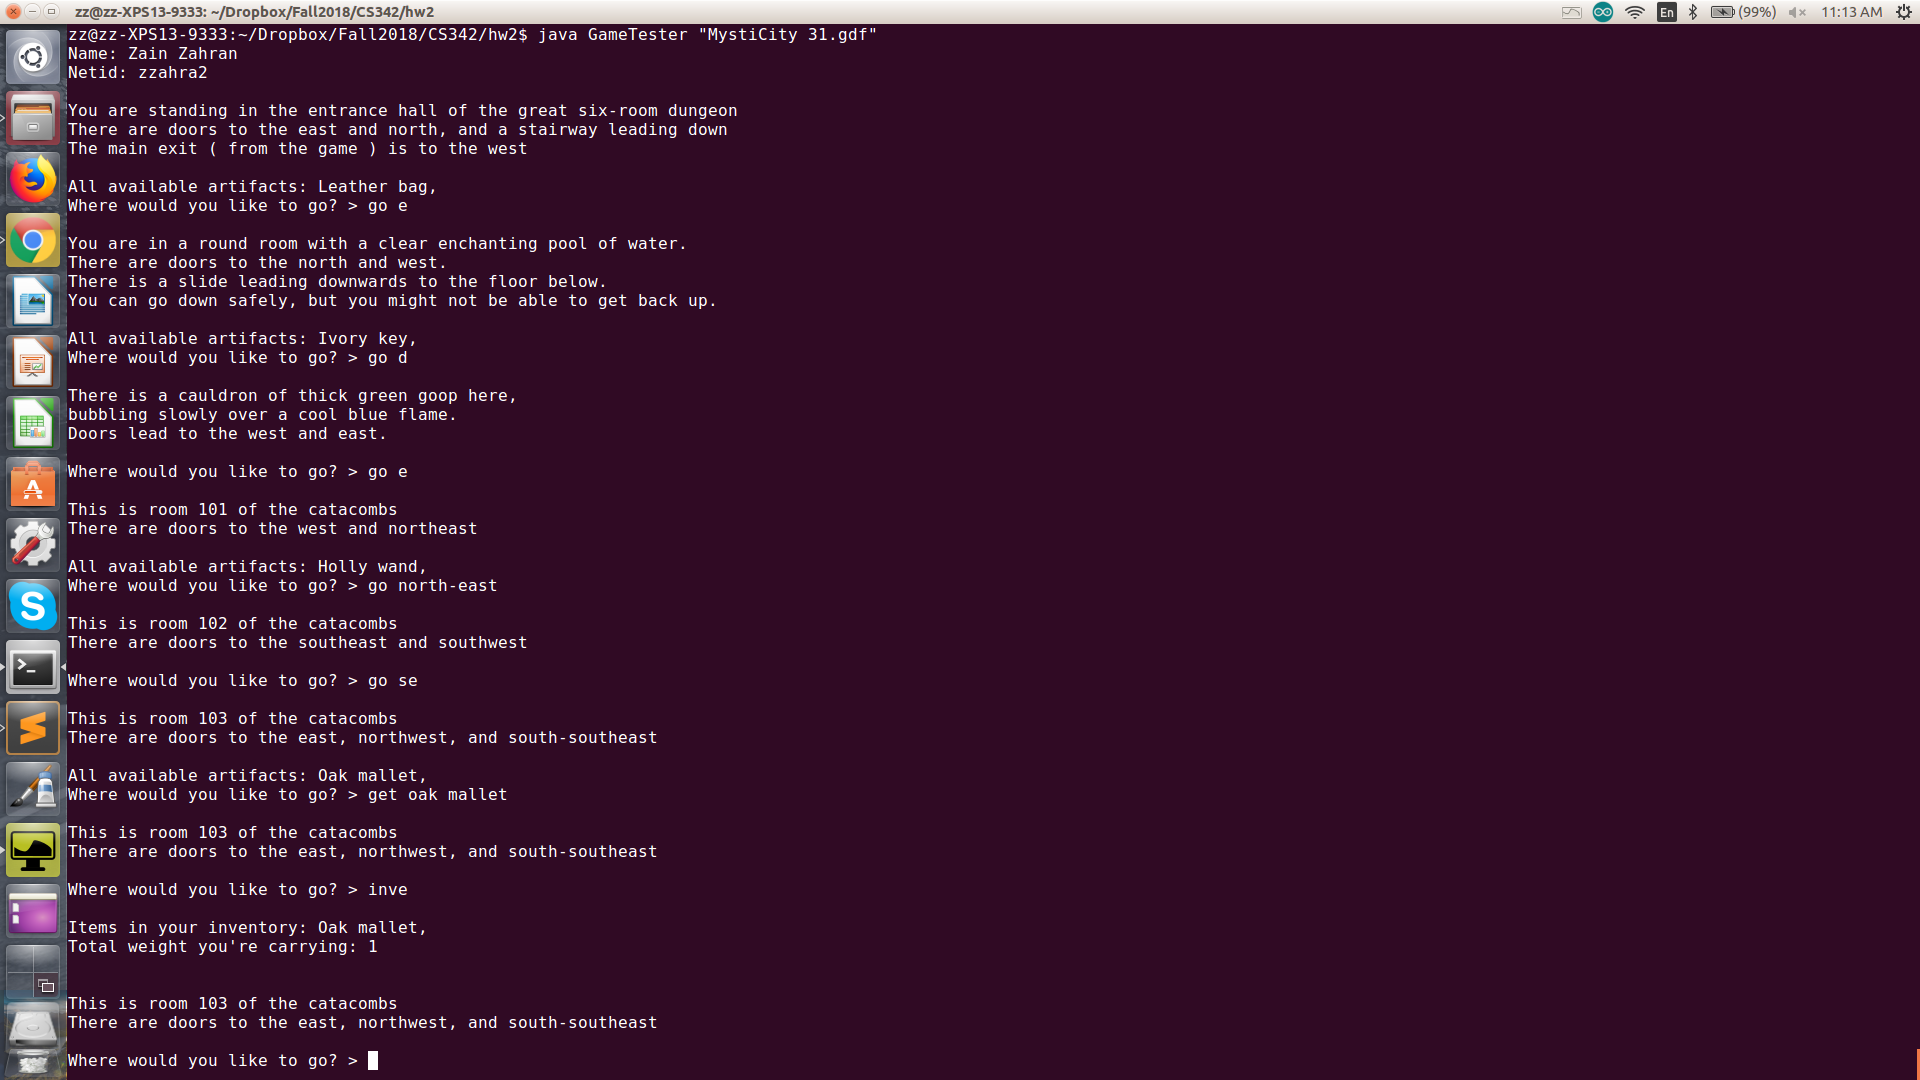 zz@zz-XPS13-9333: ~/Dropbox/Fall2018/CS342/hw2
En
(99%)
11:13 AM
zz@zz-XPS13-9333:~/Dropbox/Fall2018/CS342/hw2$ java GameTester "MystiCity 31.gdf"
Name: Zain Zahran
Netid: zzahra2
You are standing in the entrance hall of the great six-room dungeon
There are doors to the east and north, and a stairway leading down
The main exit ( from the game ) is to the west
All available artifacts: Leather bag,
Where would you like to go? > go e
You are in a round room with a clear enchanting pool of water.
There are doors to the north and west.
There is a slide leading downwards to the floor below.
You can go down safely, but you might not be able to get back up.
All available artifacts: Ivory key,
Where would you like to go? > go d
There is a cauldron of thick green goop here,
bubbling slowly over a cool blue flame.
Doors lead to the west and east.
Where would you like to go? > go e
This is room 101 of the catacombs
There are doors to the west and northeast
All available artifacts: Holly wand,
Where would you like to go? > go north-east
This is room 102 of the catacombs
There are doors to the southeast and southwest
Where would you like to go? > go se
This is room 103 of the catacombs
There are doors to the east, northwest, and south-southeast
All available artifacts: Oak mallet,
Where would you like to go? > get oak mallet
This is room 103 of the catacombs
There are doors to the east, northwest, and south-southeast
Where would you like to go? > inve
Items in your inventory: Oak mallet,
Total weight you're carrying: 1
This is room 103 of the catacombs
There are doors to the east, northwest, and south-southeast
Where would you like to go? >